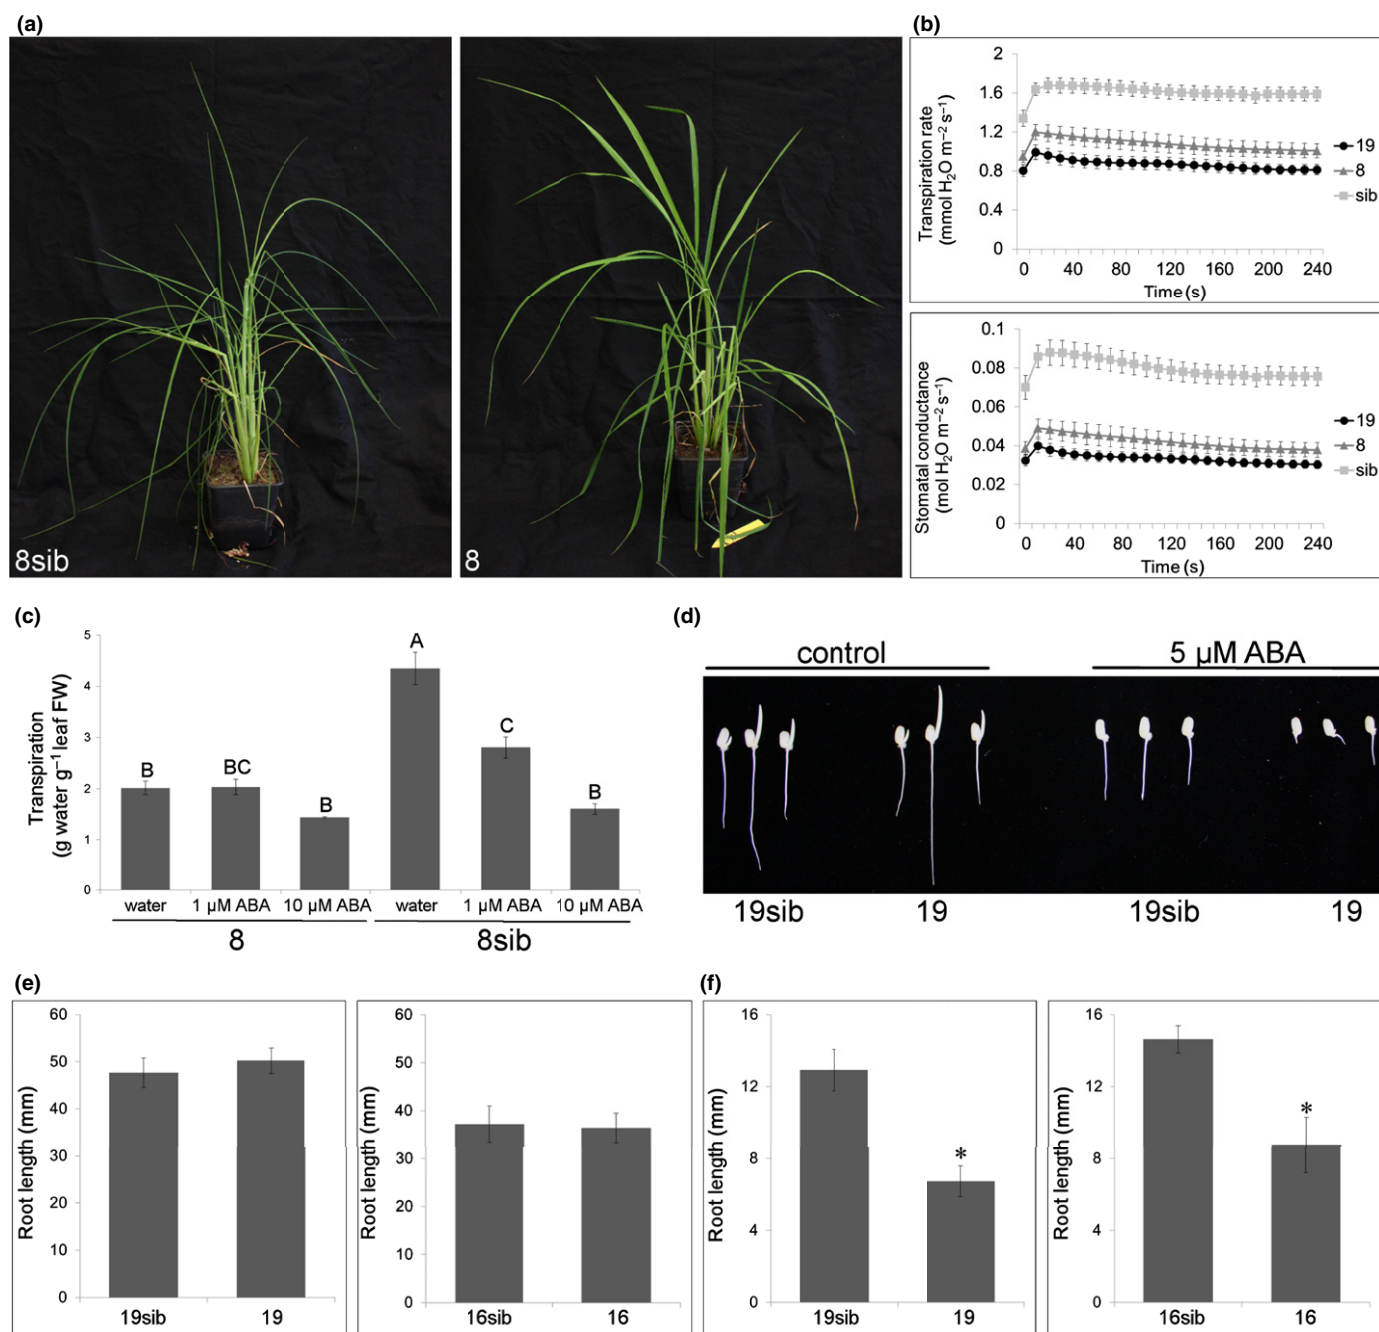 (a)
8sib
8
(b)
Transpiration rate
(mmol H₂O m⁻² s⁻¹)
2
1.6
1.2
0.8
0.4
0
0 40 80 120 160 200 240
Time (s)
19
8
sib
Stomatal conductance
(mol H₂O m⁻² s⁻¹)
0.1
0.08
0.06
0.04
0.02
0
0 40 80 120 160 200 240
Time (s)
19
8
sib
(c)
Transpiration
(g water g⁻¹ leaf FW)
5
4
3
2
1
0
B BC B A C B
water 1 µM ABA 10 µM ABA water 1 µM ABA 10 µM ABA
8 8sib
(d)
control 5 µM ABA
19sib 19 19sib 19
(e)
Root length (mm)
60
50
40
30
20
10
0
19sib 19
Root length (mm)
60
50
40
30
20
10
0
16sib 16
(f)
Root length (mm)
16
12
8
4
0
*
19sib 19
Root length (mm)
16
12
8
4
0
*
16sib 16